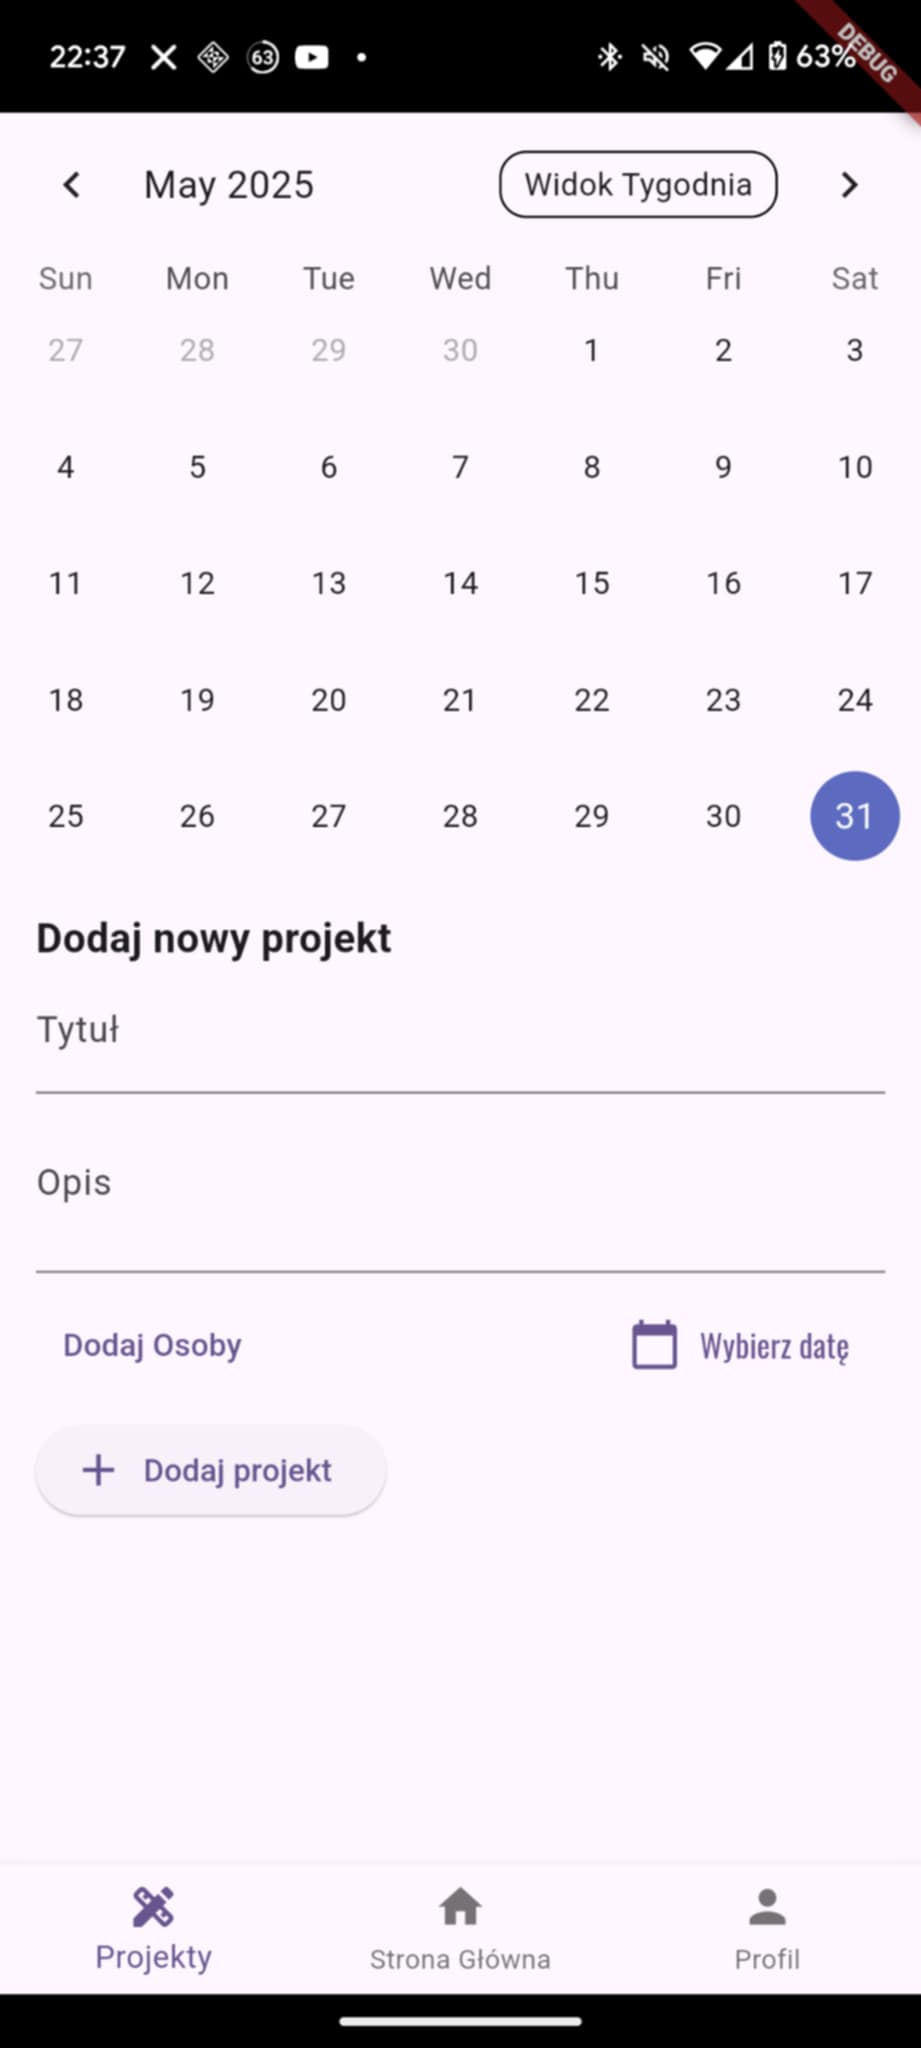 22:37 63 63%
DEBUG
May 2025 Widok Tygodnia
Sun Mon Tue Wed Thu Fri Sat
27 28 29 30 1 2 3
4 5 6 7 8 9 10
11 12 13 14 15 16 17
18 19 20 21 22 23 24
25 26 27 28 29 30 31
Dodaj nowy projekt
Tytuł
Opis
Dodaj Osoby Wybierz datę
Dodaj projekt
Projekty Strona Główna Profil